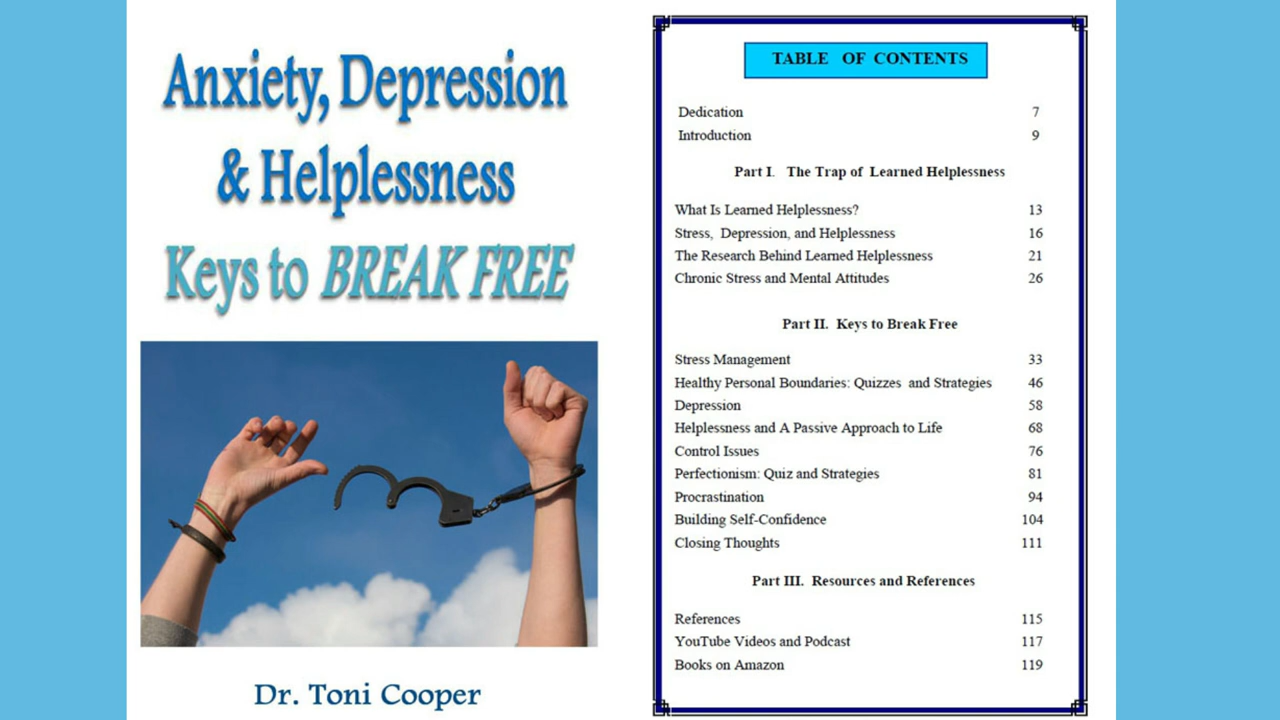 Anxiety, Depression
& Helplessness
Keys to BREAK FREE
Dr. Toni Cooper
TABLE OF CONTENTS
Dedication 7
Introduction 9
Part I. The Trap of Learned Helplessness
What Is Learned Helplessness? 13
Stress, Depression, and Helplessness 16
The Research Behind Learned Helplessness 21
Chronic Stress and Mental Attitudes 26
Part II. Keys to Break Free
Stress Management 33
Healthy Personal Boundaries: Quizzes and Strategies 46
Depression 58
Helplessness and A Passive Approach to Life 68
Control Issues 76
Perfectionism: Quiz and Strategies 81
Procrastination 94
Building Self-Confidence 104
Closing Thoughts 111
Part III. Resources and References
References 115
YouTube Videos and Podcast 117
Books on Amazon 119